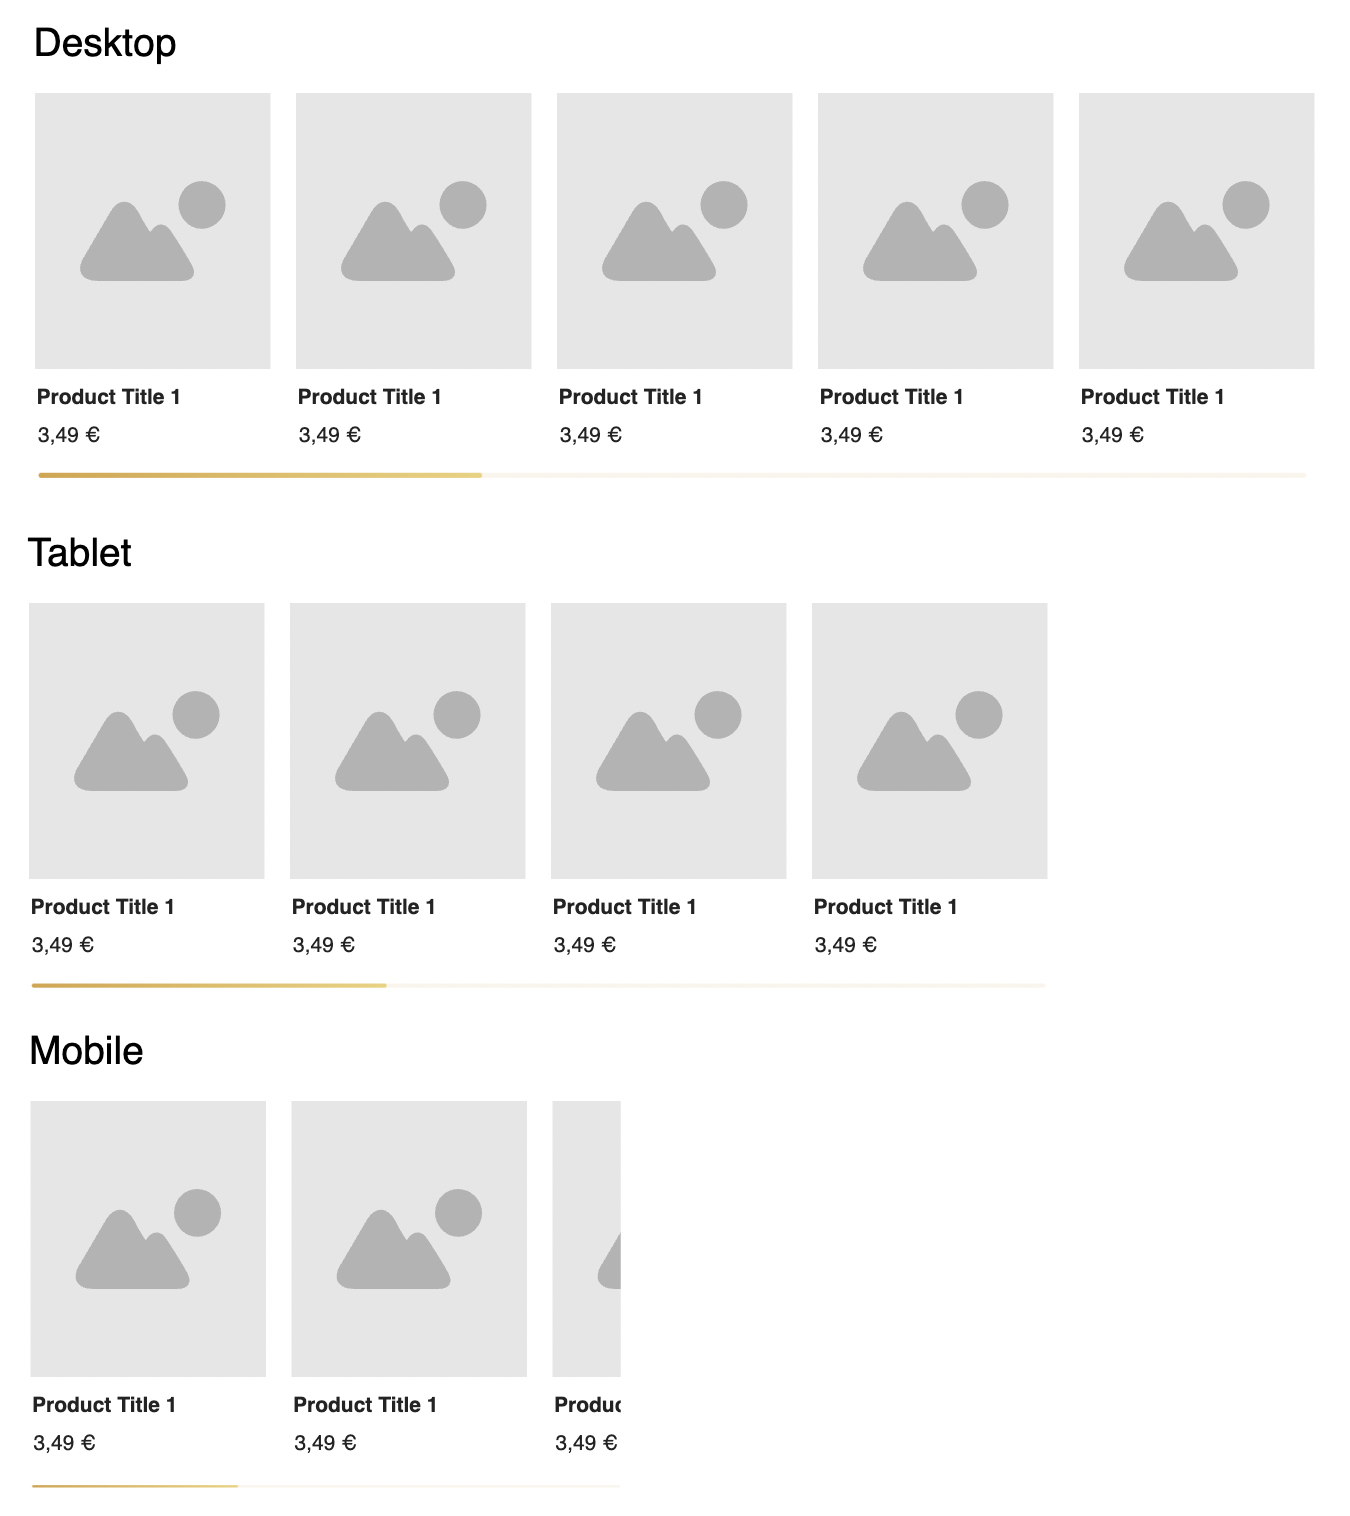 Desktop
Product Title 1 Product Title 1 Product Title 1 Product Title 1 Product Title 1
3,49 € 3,49 € 3,49 € 3,49 € 3,49 €
Tablet
Product Title 1 Product Title 1 Product Title 1 Product Title 1
3,49 € 3,49 € 3,49 € 3,49 €
Mobile
Product Title 1 Product Title 1 Produc
3,49 € 3,49 € 3,49 €